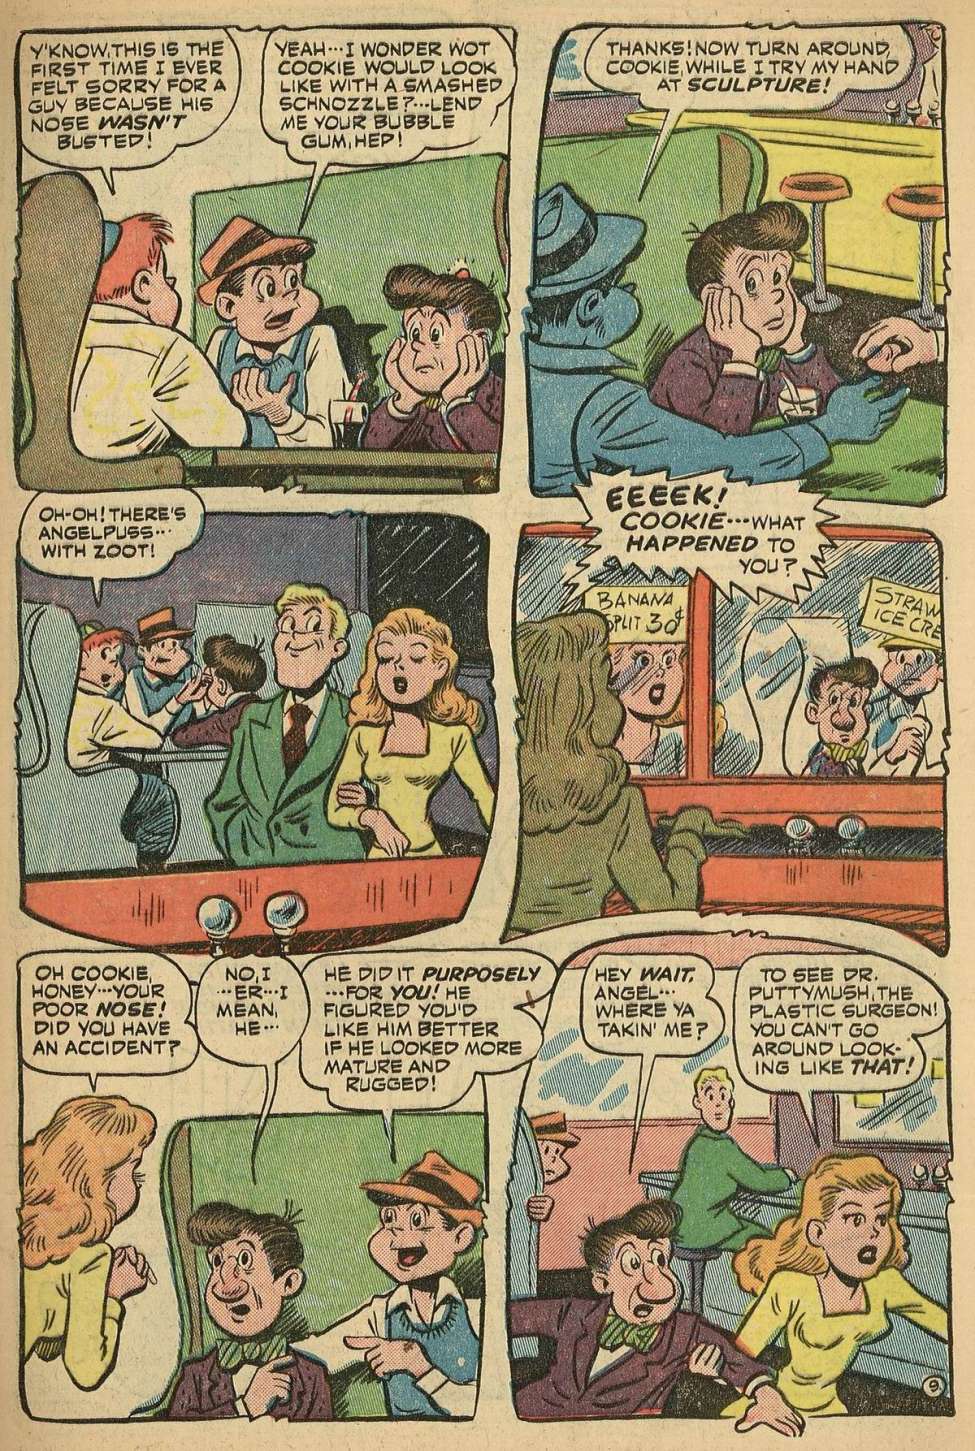 Y'KNOW, THIS IS THE
FIRST TIME I EVER
FELT SORRY FOR A
GUY BECAUSE HIS
NOSE WASN'T
BUSTED!
YEAH···I WONDER WOT
COOKIE WOULD LOOK
LIKE WITH A SMASHED
SCHNOZZLE?···LEND
ME YOUR BUBBLE
GUM, HEP!
THANKS! NOW TURN AROUND,
COOKIE, WHILE I TRY MY HAND
AT SCULPTURE!
OH-OH! THERE'S
ANGELPUSS···
WITH ZOOT!
EEEEK!
COOKIE---WHAT
HAPPENED TO
YOU?
BANANA
SPLIT 30¢
STRAW
ICE CRE
OH COOKIE,
HONEY···YOUR
POOR NOSE!
DID YOU HAVE
AN ACCIDENT?
NO, I
···ER···I
MEAN,
HE···
HE DID IT PURPOSELY
···FOR YOU! HE
FIGURED YOU'D
LIKE HIM BETTER
IF HE LOOKED MORE
MATURE AND
RUGGED!
HEY WAIT,
ANGEL···
WHERE YA
TAKIN' ME?
TO SEE DR.
PUTTYMUSH, THE
PLASTIC SURGEON!
YOU CAN'T GO
AROUND LOOK-
ING LIKE THAT!
9